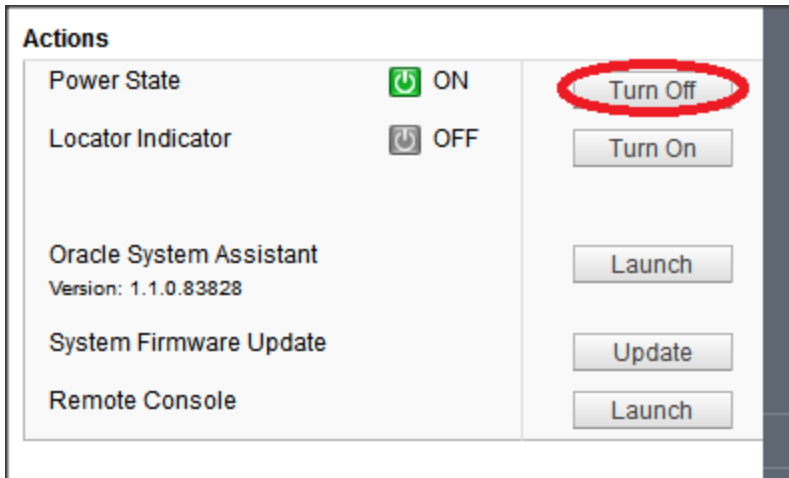 Actions
Power State ON Turn Off
Locator Indicator OFF Turn On
Oracle System Assistant Launch
Version: 1.1.0.83828
System Firmware Update Update
Remote Console Launch